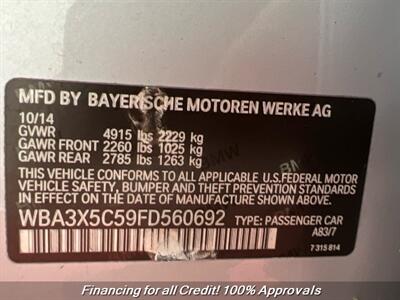 MFD BY BAYERISCHE MOTOREN WERKE AG
10/14
GVWR 4915 lbs 2229 kg
GAWR FRONT 2260 lbs 1025 kg
GAWR REAR 2785 lbs 1263 kg
THIS VEHICLE CONFORMS TO ALL APPLICABLE U.S.FEDERAL MOTOR
VEHICLE SAFETY, BUMPER, AND THEFT PREVENTION STANDARDS IN
EFFECT ON THE DATE OF MANUFACTURE SHOWN ABOVE.
WBA3X5C59FD560692 TYPE: PASSENGER CAR
A83/7
7 315 814
Financing for all Credit! 100% Approvals